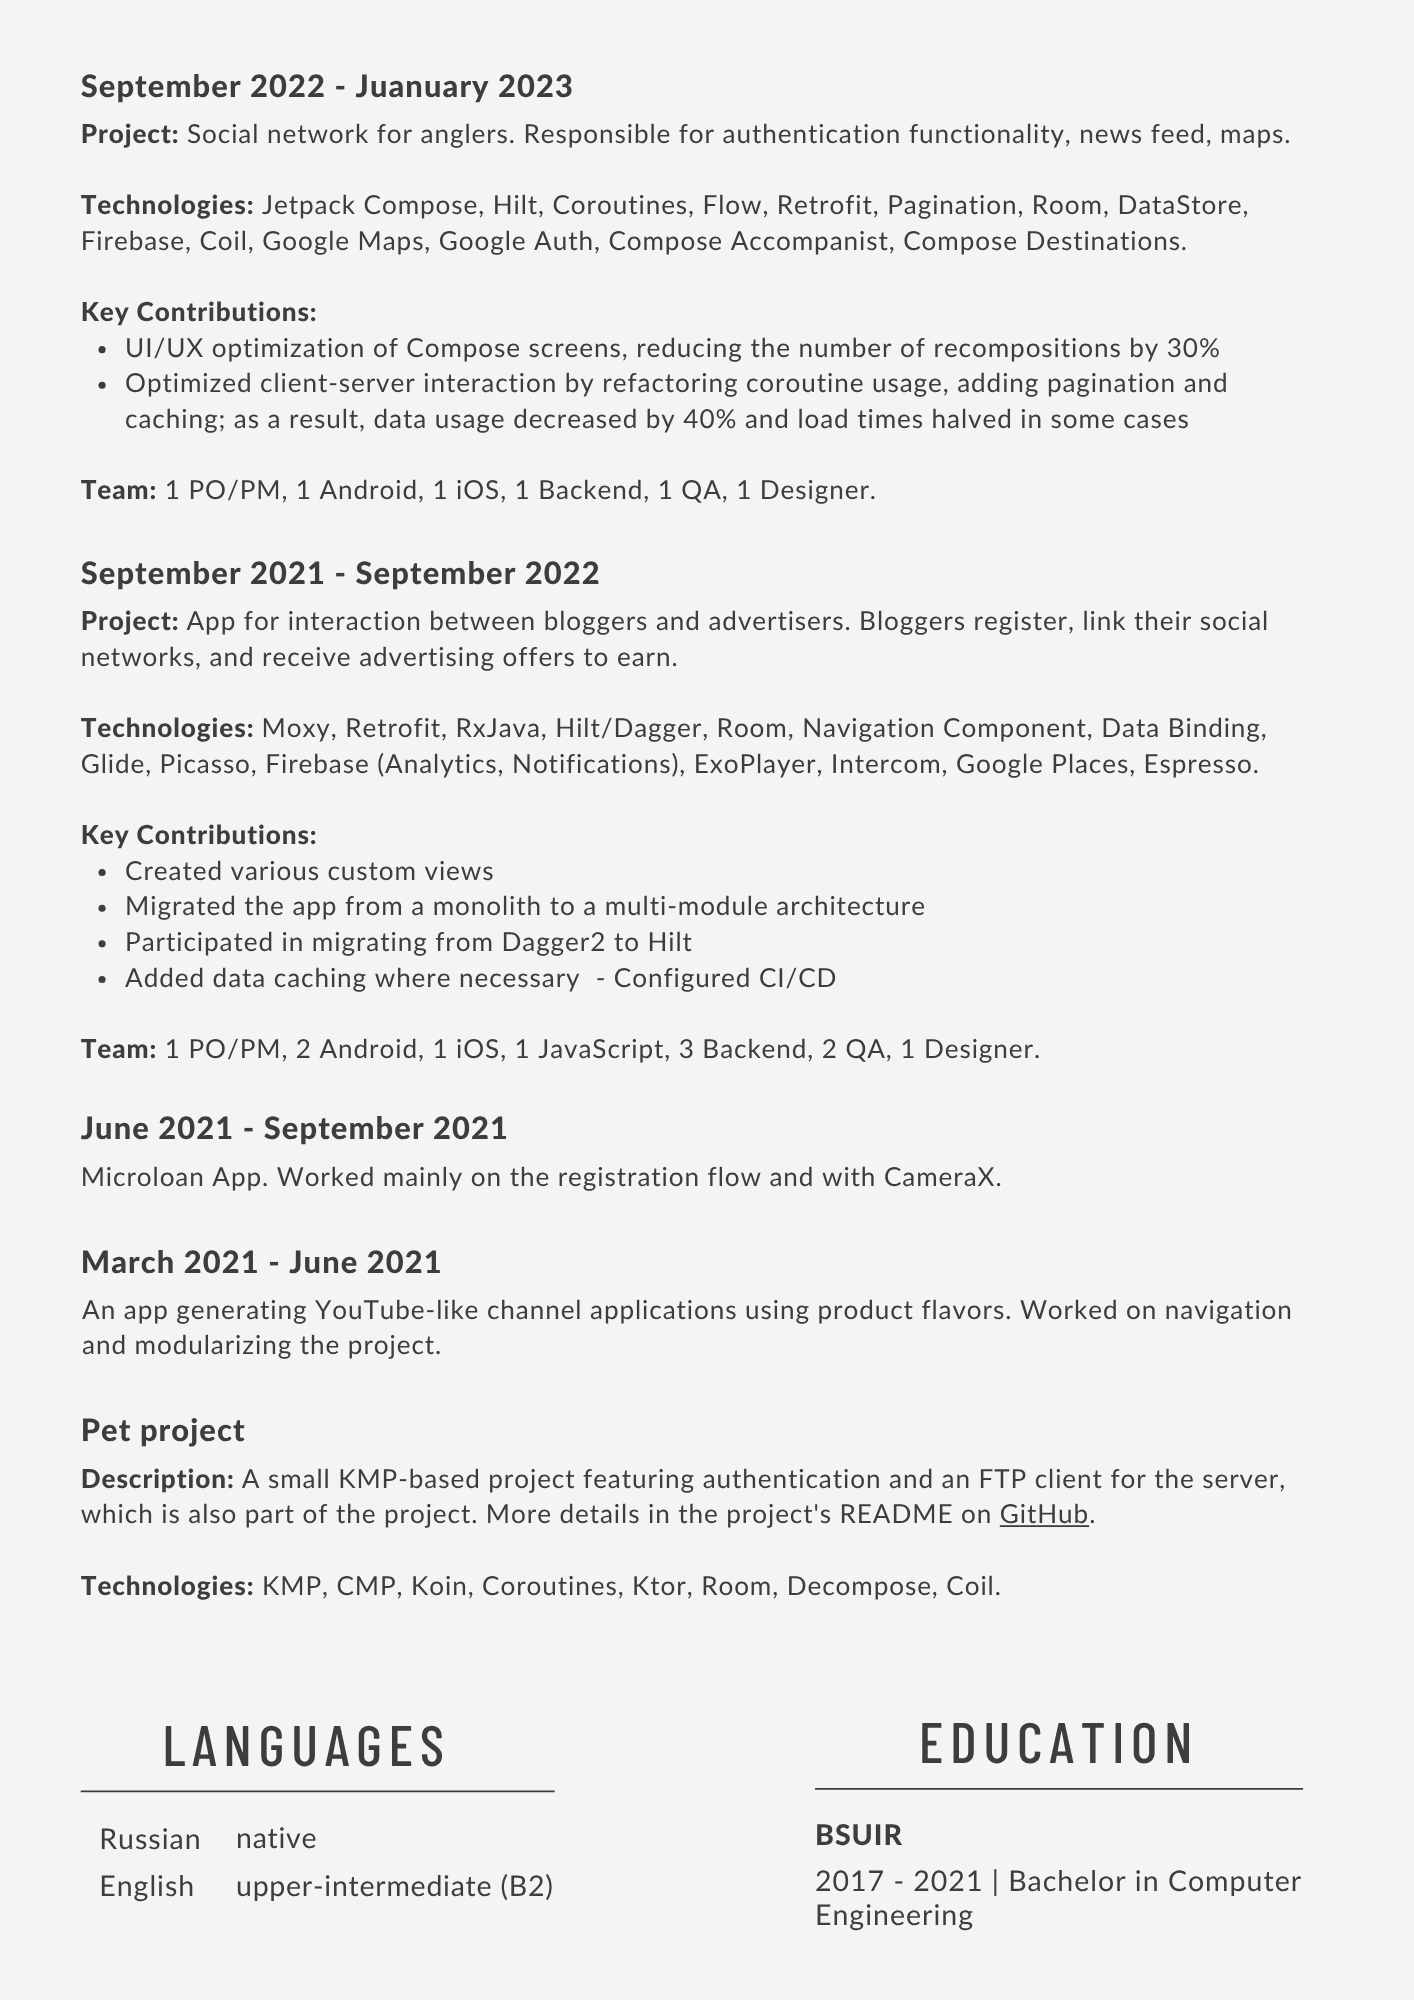 September 2022 - Juanuary 2023
Project: Social network for anglers. Responsible for authentication functionality, news feed, maps.
Technologies: Jetpack Compose, Hilt, Coroutines, Flow, Retrofit, Pagination, Room, DataStore,
Firebase, Coil, Google Maps, Google Auth, Compose Accompanist, Compose Destinations.
Key Contributions:
• UI/UX optimization of Compose screens, reducing the number of recompositions by 30%
• Optimized client-server interaction by refactoring coroutine usage, adding pagination and
caching; as a result, data usage decreased by 40% and load times halved in some cases
Team: 1 PO/PM, 1 Android, 1 iOS, 1 Backend, 1 QA, 1 Designer.
September 2021 - September 2022
Project: App for interaction between bloggers and advertisers. Bloggers register, link their social
networks, and receive advertising offers to earn.
Technologies: Moxy, Retrofit, RxJava, Hilt/Dagger, Room, Navigation Component, Data Binding,
Glide, Picasso, Firebase (Analytics, Notifications), ExoPlayer, Intercom, Google Places, Espresso.
Key Contributions:
• Created various custom views
• Migrated the app from a monolith to a multi-module architecture
• Participated in migrating from Dagger2 to Hilt
• Added data caching where necessary  - Configured CI/CD
Team: 1 PO/PM, 2 Android, 1 iOS, 1 JavaScript, 3 Backend, 2 QA, 1 Designer.
June 2021 - September 2021
Microloan App. Worked mainly on the registration flow and with CameraX.
March 2021 - June 2021
An app generating YouTube-like channel applications using product flavors. Worked on navigation
and modularizing the project.
Pet project
Description: A small KMP-based project featuring authentication and an FTP client for the server,
which is also part of the project. More details in the project's README on GitHub.
Technologies: KMP, CMP, Koin, Coroutines, Ktor, Room, Decompose, Coil.
LANGUAGES
Russian native
English upper-intermediate (B2)
EDUCATION
BSUIR
2017 - 2021 | Bachelor in Computer
Engineering